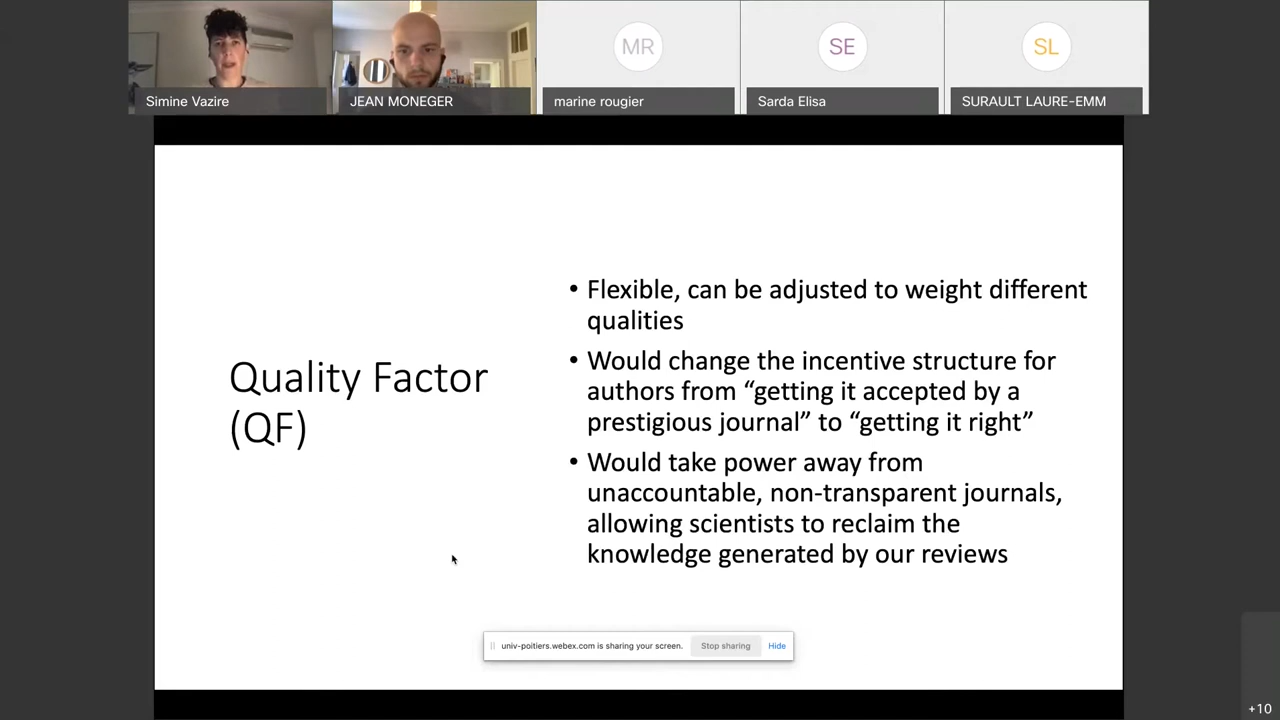 MR
SE
SL
Simine Vazire
JEAN MONEGER
marine rougier
Sarda Elisa
SURAULT LAURE-EMM
Quality Factor
(QF)
• Flexible, can be adjusted to weight different
qualities
• Would change the incentive structure for
authors from “getting it accepted by a
prestigious journal” to “getting it right”
• Would take power away from
unaccountable, non-transparent journals,
allowing scientists to reclaim the
knowledge generated by our reviews
univ-poitiers.webex.com is sharing your screen.
Stop sharing
Hide
+10